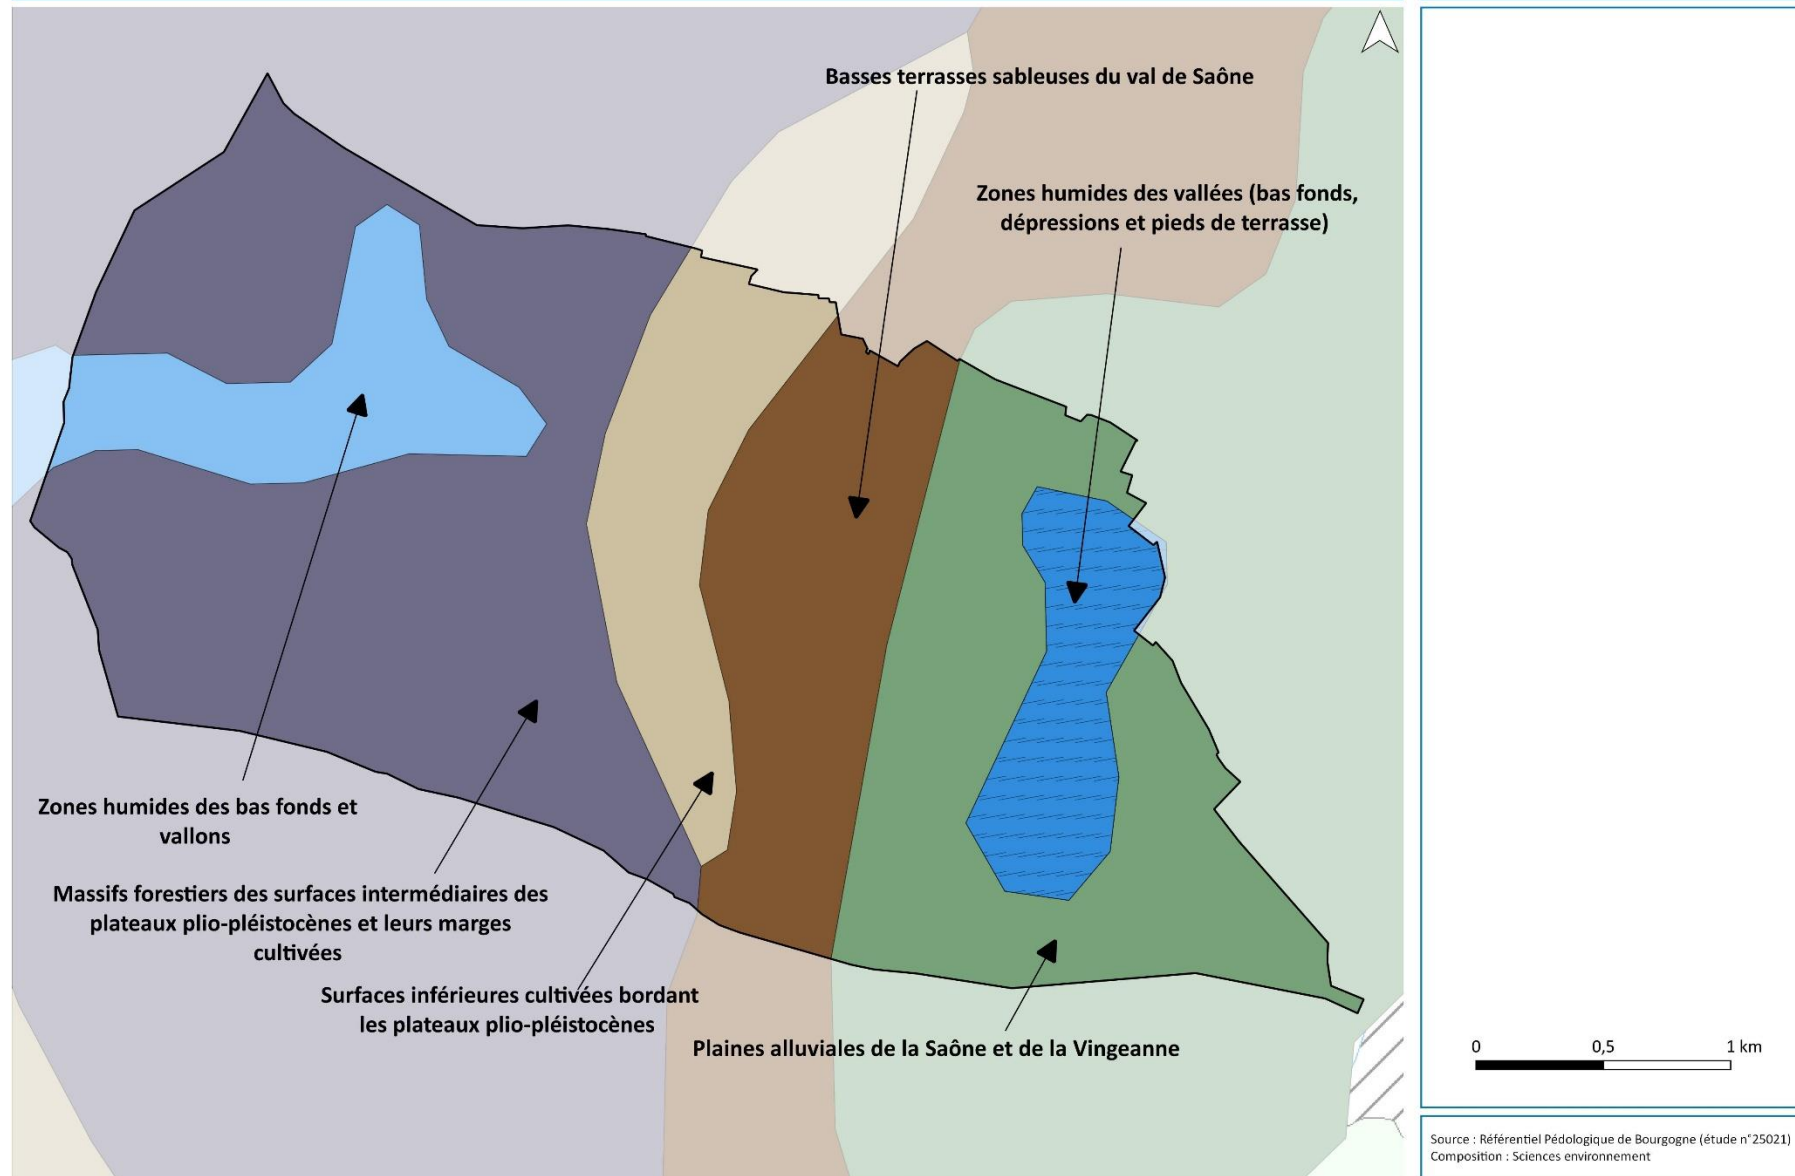 Basses terrasses sableuses du val de Saône
Zones humides des vallées (bas fonds,
dépressions et pieds de terrasse)
Zones humides des bas fonds et
vallons
Massifs forestiers des surfaces intermédiaires des
plateaux plio-pléistocènes et leurs marges
cultivées
Surfaces inférieures cultivées bordant
les plateaux plio-pléistocènes
Plaines alluviales de la Saône et de la Vingeanne
0 0,5 1 km
Source : Référentiel Pédologique de Bourgogne (étude n°25021)
Composition : Sciences environnement